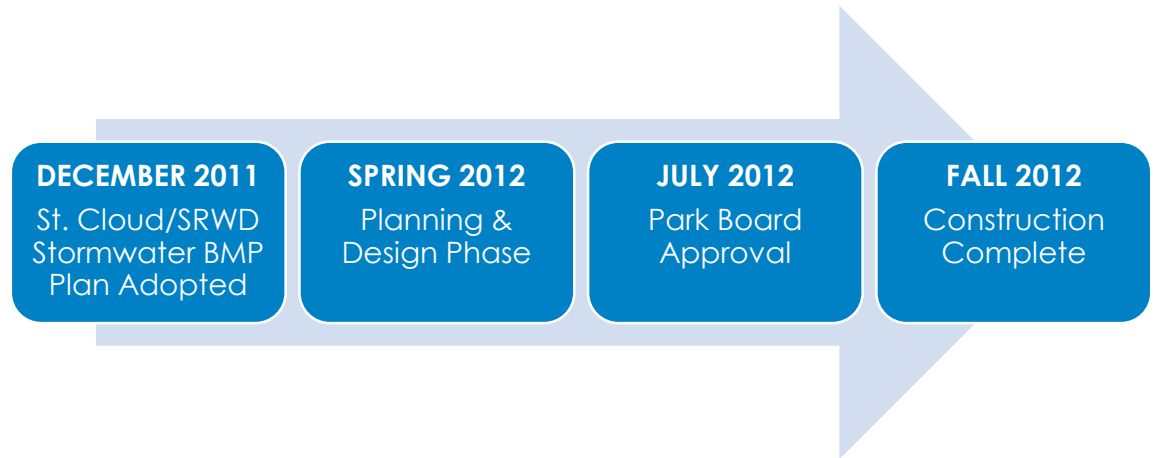 DECEMBER 2011
St. Cloud/SRWD
Stormwater BMP
Plan Adopted
SPRING 2012
Planning &
Design Phase
JULY 2012
Park Board
Approval
FALL 2012
Construction
Complete